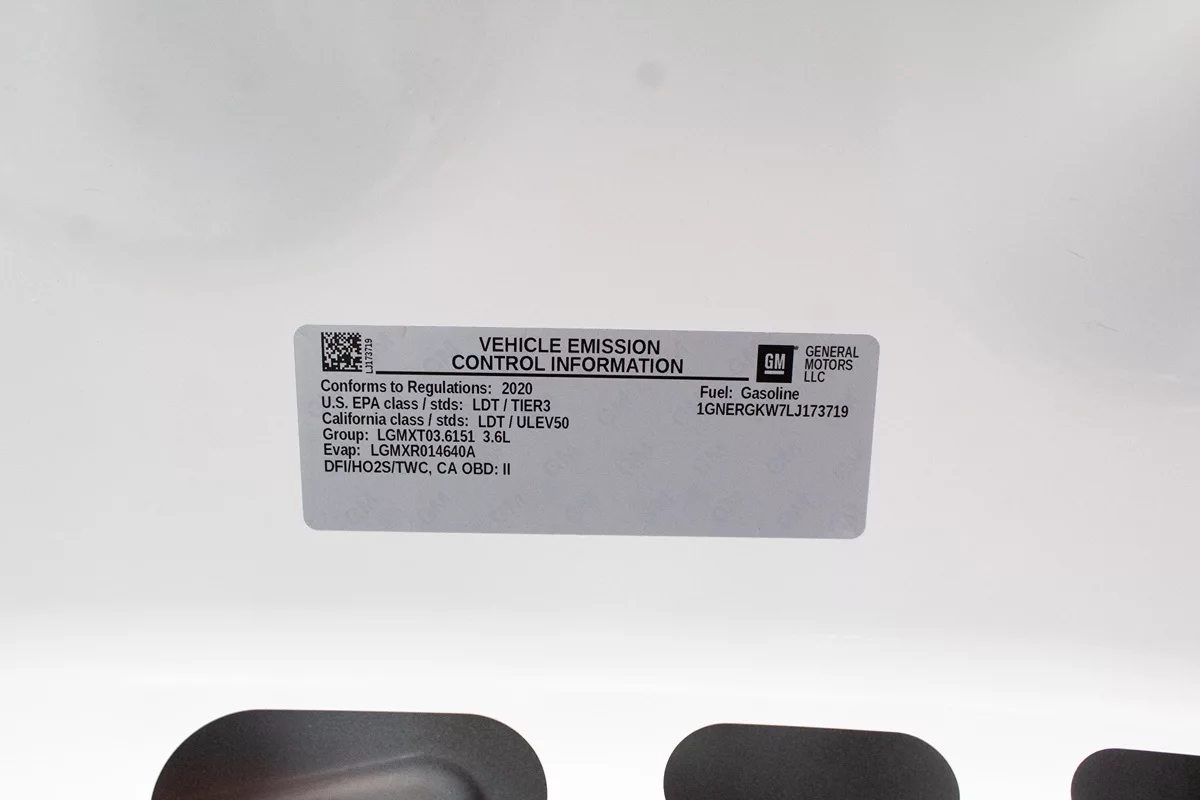 LJ173719
VEHICLE EMISSION
CONTROL INFORMATION
GM
GENERAL
MOTORS
LLC
Conforms to Regulations: 2020
U.S. EPA class / stds: LDT / TIER3
California class / stds: LDT / ULEV50
Group: LGMXT03.6151 3.6L
Evap: LGMXR014640A
DFI/HO2S/TWC, CA OBD: II
Fuel: Gasoline
1GNERGKW7LJ173719